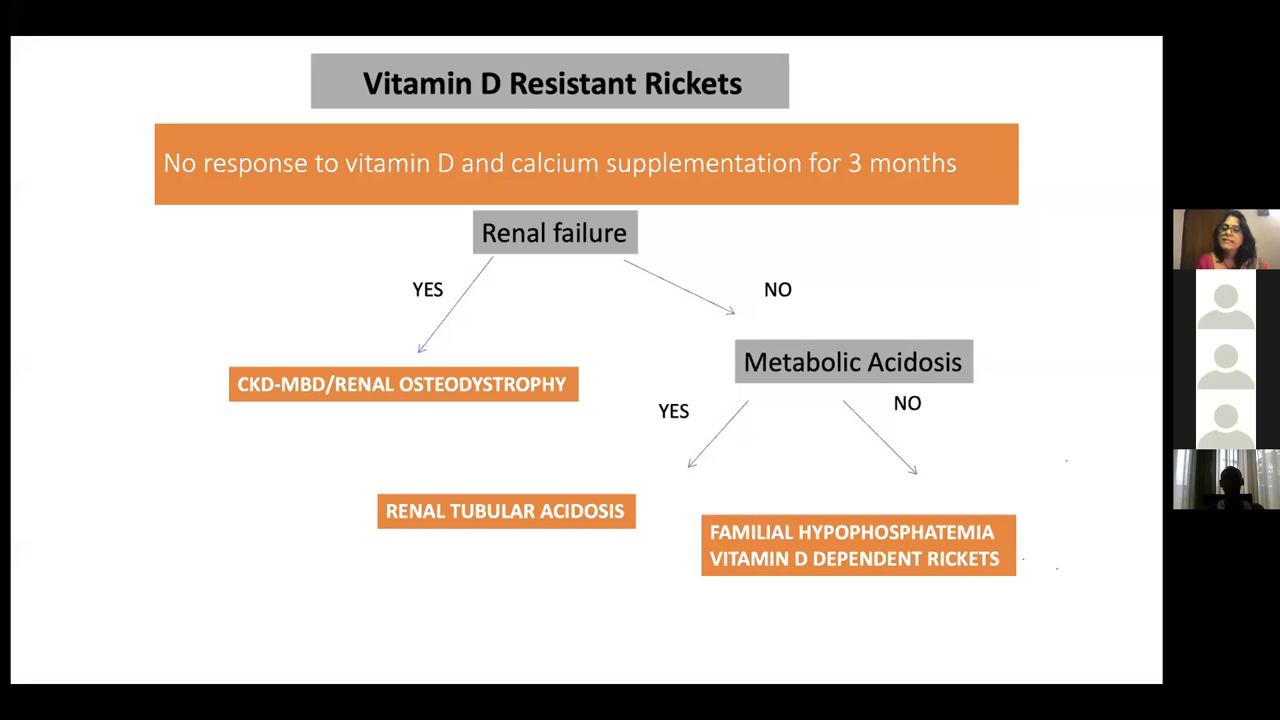 Vitamin D Resistant Rickets
No response to vitamin D and calcium supplementation for 3 months
Renal failure
YES
NO
CKD-MBD/RENAL OSTEODYSTROPHY
Metabolic Acidosis
YES
NO
RENAL TUBULAR ACIDOSIS
FAMILIAL HYPOPHOSPHATEMIA
VITAMIN D DEPENDENT RICKETS